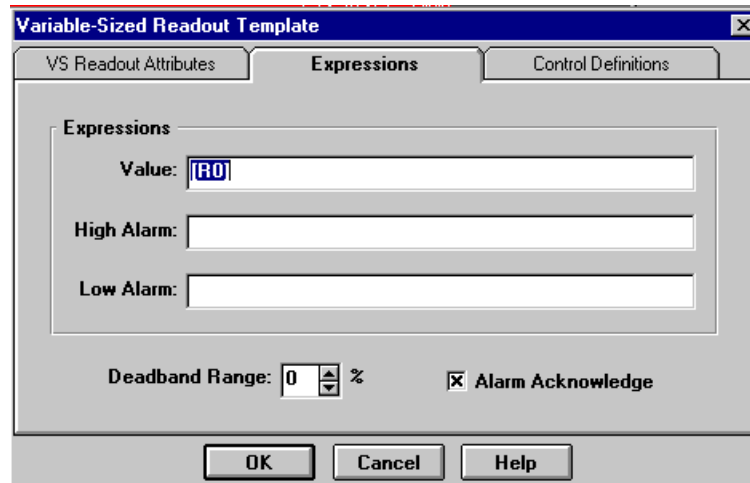 Variable-Sized Readout Template
VS Readout Attributes
Expressions
Control Definitions
Expressions
Value: [R0]
High Alarm:
Low Alarm:
Deadband Range: 0 %
Alarm Acknowledge
OK
Cancel
Help